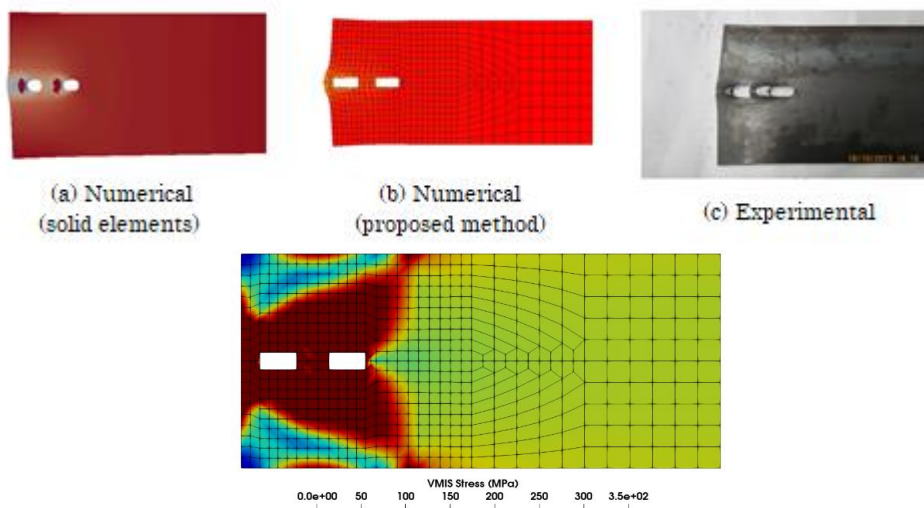 (a) Numerical
(solid elements)
(b) Numerical
(proposed method)
(c) Experimental
VMIS Stress (MPa)
0.0e+00 50 100 150 200 250 300 3.5e+02